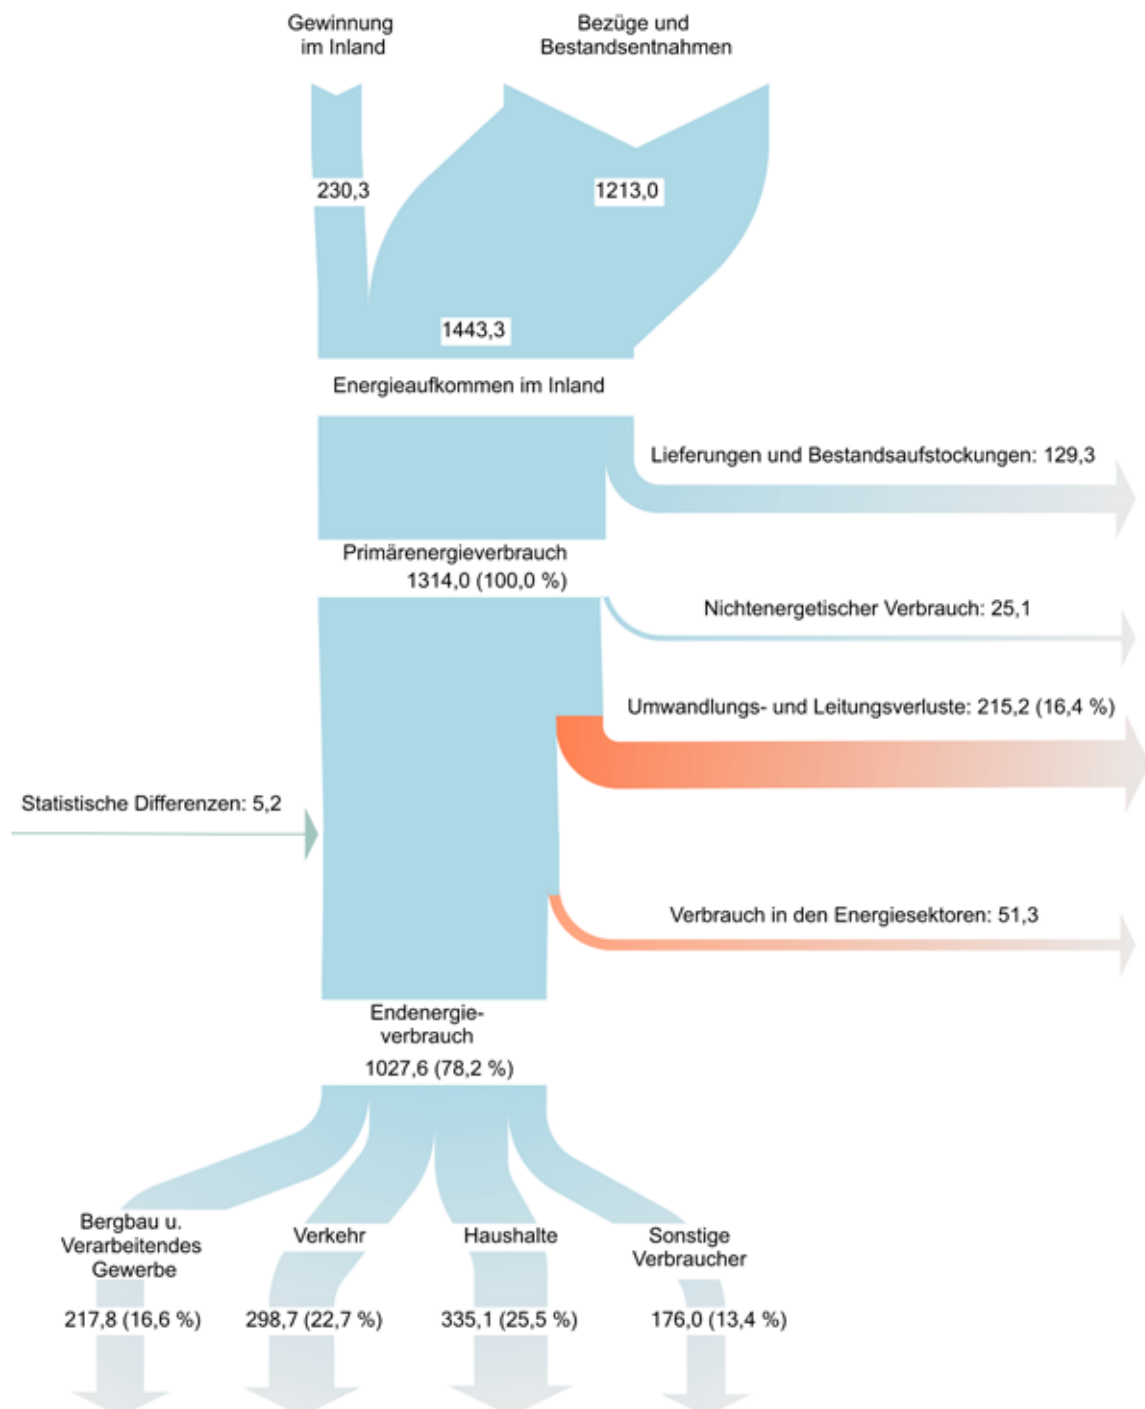 Gewinnung
im Inland
Bezüge und
Bestandsentnahmen
230,3
1213,0
1443,3
Energieaufkommen im Inland
Lieferungen und Bestandsaufstockungen: 129,3
Primärenergieverbrauch
1314,0 (100,0 %)
Nichtenergetischer Verbrauch: 25,1
Umwandlungs- und Leitungsverluste: 215,2 (16,4 %)
Statistische Differenzen: 5,2
Verbrauch in den Energiesektoren: 51,3
Endenergie-
verbrauch
1027,6 (78,2 %)
Bergbau u.
Verarbeitendes
Gewerbe
Verkehr
Haushalte
Sonstige
Verbraucher
217,8 (16,6 %)
298,7 (22,7 %)
335,1 (25,5 %)
176,0 (13,4 %)